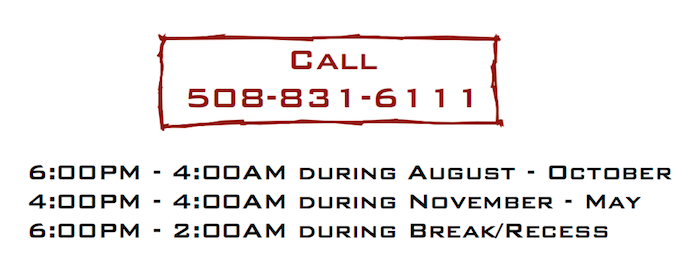 Call
508-831-6111
6:00PM - 4:00AM during August - October
4:00PM - 4:00AM during November - May
6:00PM - 2:00AM during Break/Recess